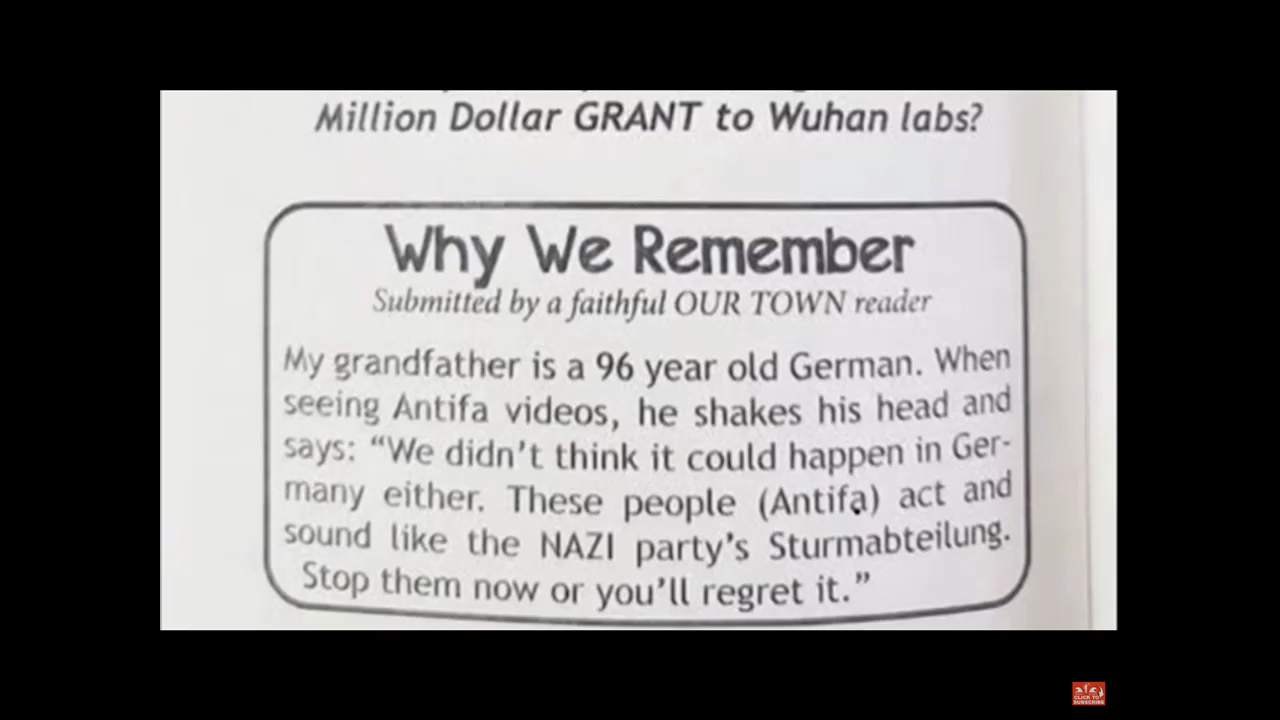 Million Dollar GRANT to Wuhan labs?
Why We Remember
Submitted by a faithful OUR TOWN reader
My grandfather is a 96 year old German. When
seeing Antifa videos, he shakes his head and
says: “We didn’t think it could happen in Ger-
many either. These people (Antifa) act and
sound like the NAZI party’s Sturmabteilung.
Stop them now or you’ll regret it.”
CLICK TO
SUBSCRIBE